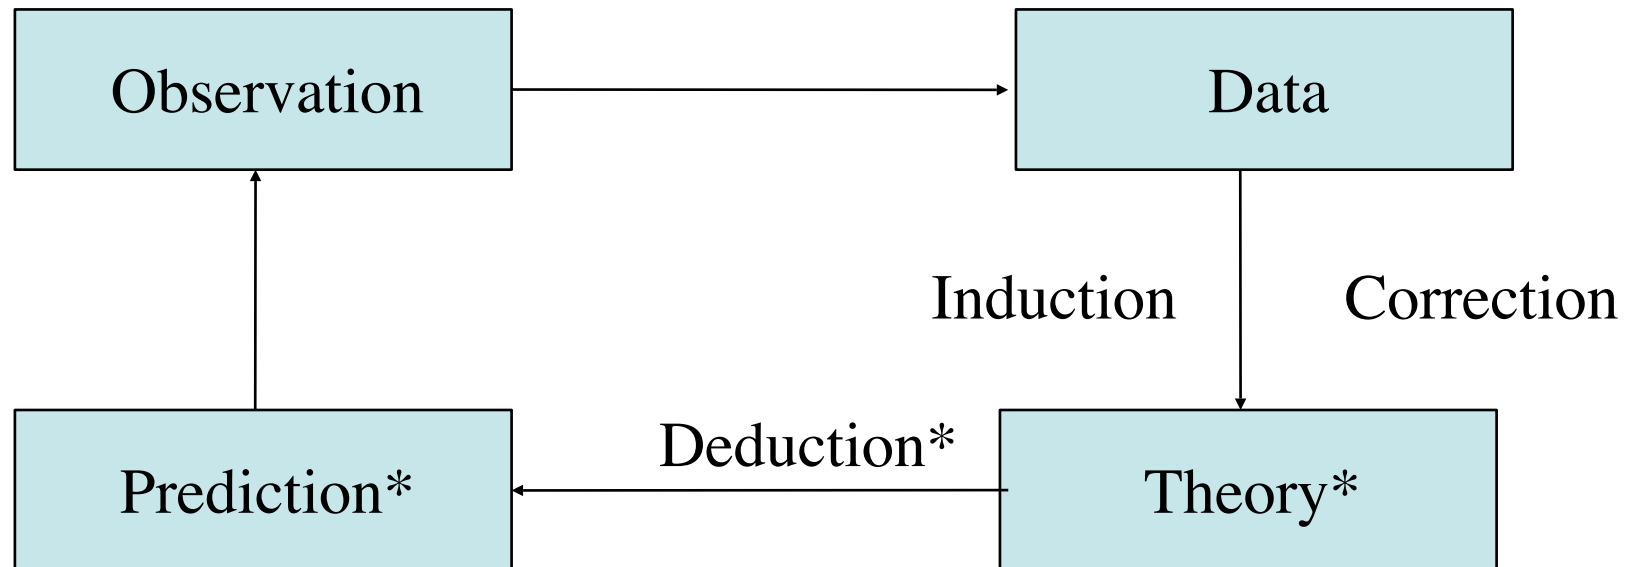 Observation
Data
Induction
Correction
Deduction*
Prediction*
Theory*